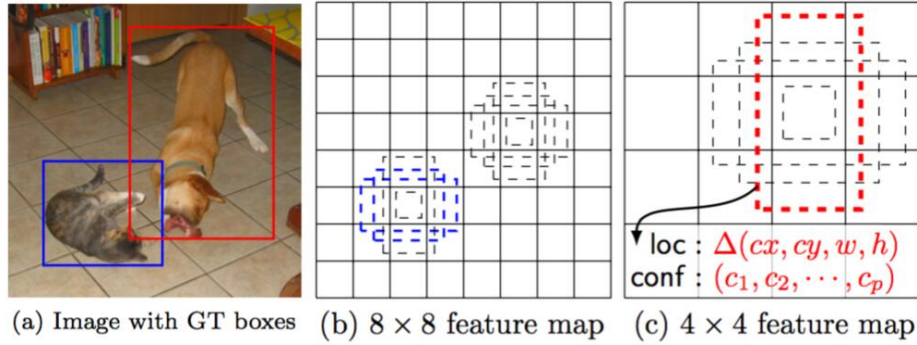 loc : Δ(cx, cy, w, h)
conf : (c₁, c₂, ⋯, cₚ)
(a) Image with GT boxes
(b) 8 × 8 feature map
(c) 4 × 4 feature map